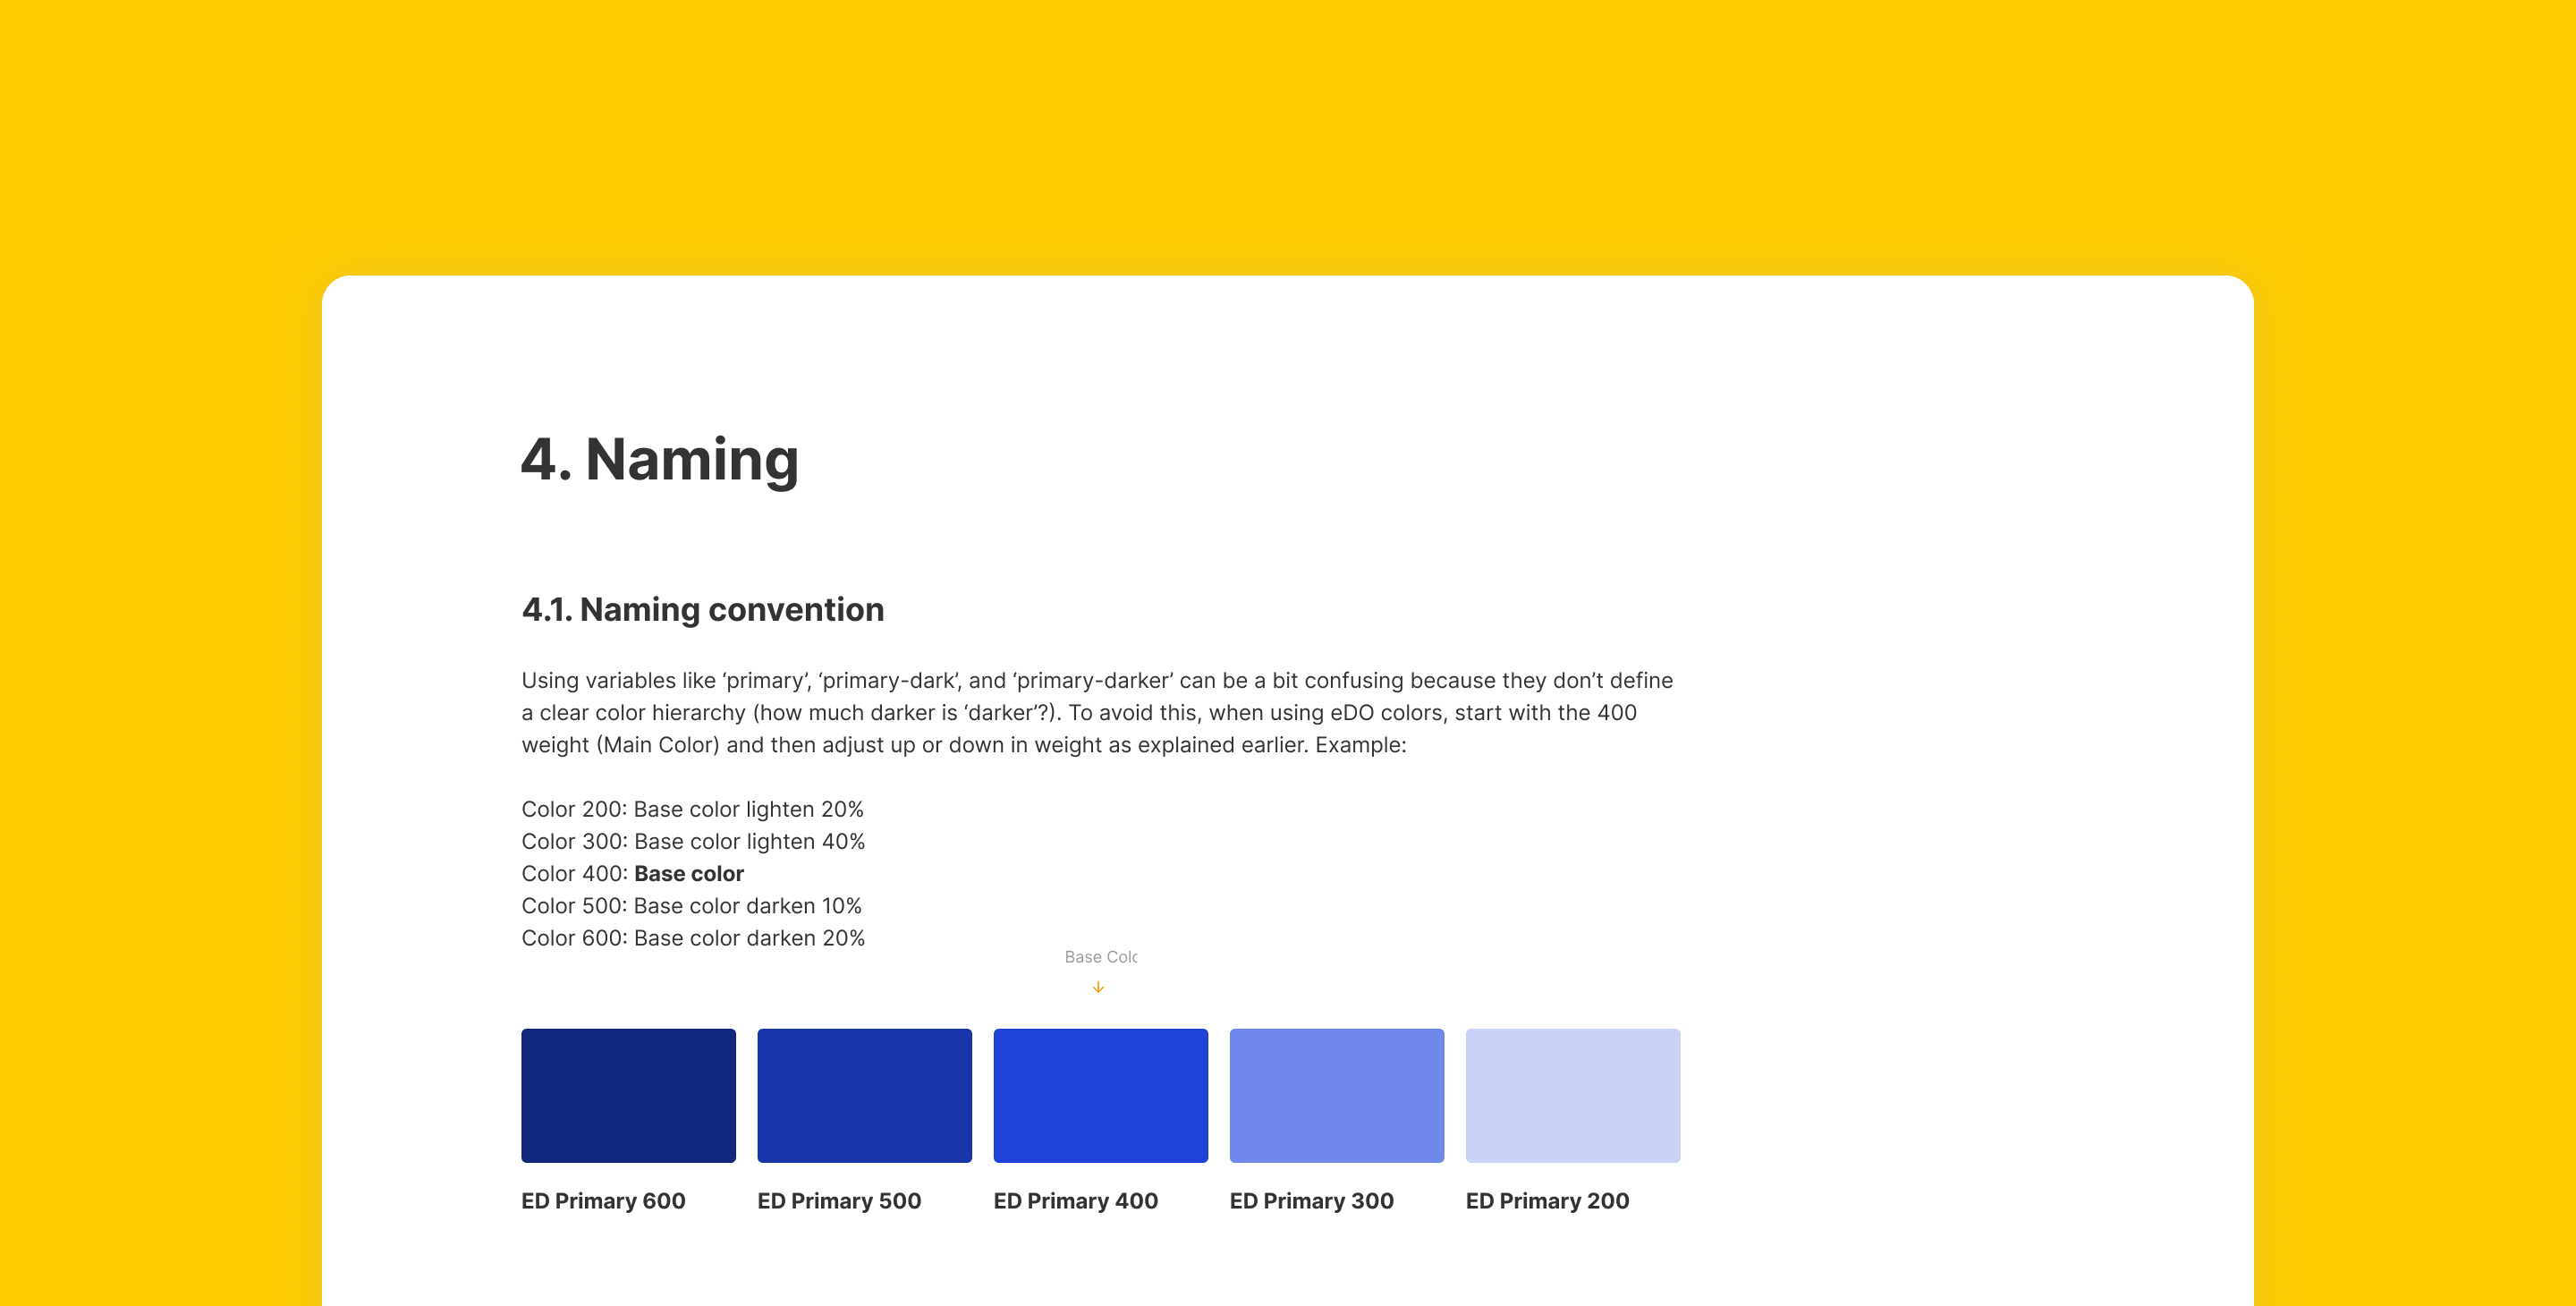 4. Naming
4.1. Naming convention
Using variables like ‘primary’, ‘primary-dark’, and ‘primary-darker’ can be a bit confusing because they don’t define
a clear color hierarchy (how much darker is ‘darker’?). To avoid this, when using eDO colors, start with the 400
weight (Main Color) and then adjust up or down in weight as explained earlier. Example:
Color 200: Base color lighten 20%
Color 300: Base color lighten 40%
Color 400: Base color
Color 500: Base color darken 10%
Color 600: Base color darken 20%
Base Colo
ED Primary 600
ED Primary 500
ED Primary 400
ED Primary 300
ED Primary 200